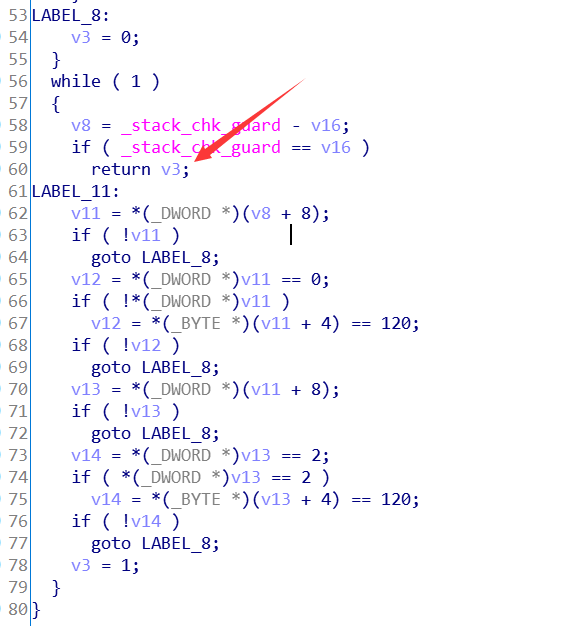 53 LABEL_8:
54     v3 = 0;
55   }
56   while ( 1 )
57   {
58     v8 = _stack_chk_guard - v16;
59     if ( _stack_chk_guard == v16 )
60       return v3;
61 LABEL_11:
62     v11 = *(_DWORD *)(v8 + 8);
63     if ( !v11 )
64       goto LABEL_8;
65     v12 = *(_DWORD *)v11 == 0;
66     if ( !*(_DWORD *)v11 )
67       v12 = *(_BYTE *)(v11 + 4) == 120;
68     if ( !v12 )
69       goto LABEL_8;
70     v13 = *(_DWORD *)(v11 + 8);
71     if ( !v13 )
72       goto LABEL_8;
73     v14 = *(_DWORD *)v13 == 2;
74     if ( *(_DWORD *)v13 == 2 )
75       v14 = *(_BYTE *)(v13 + 4) == 120;
76     if ( !v14 )
77       goto LABEL_8;
78     v3 = 1;
79   }
80 }